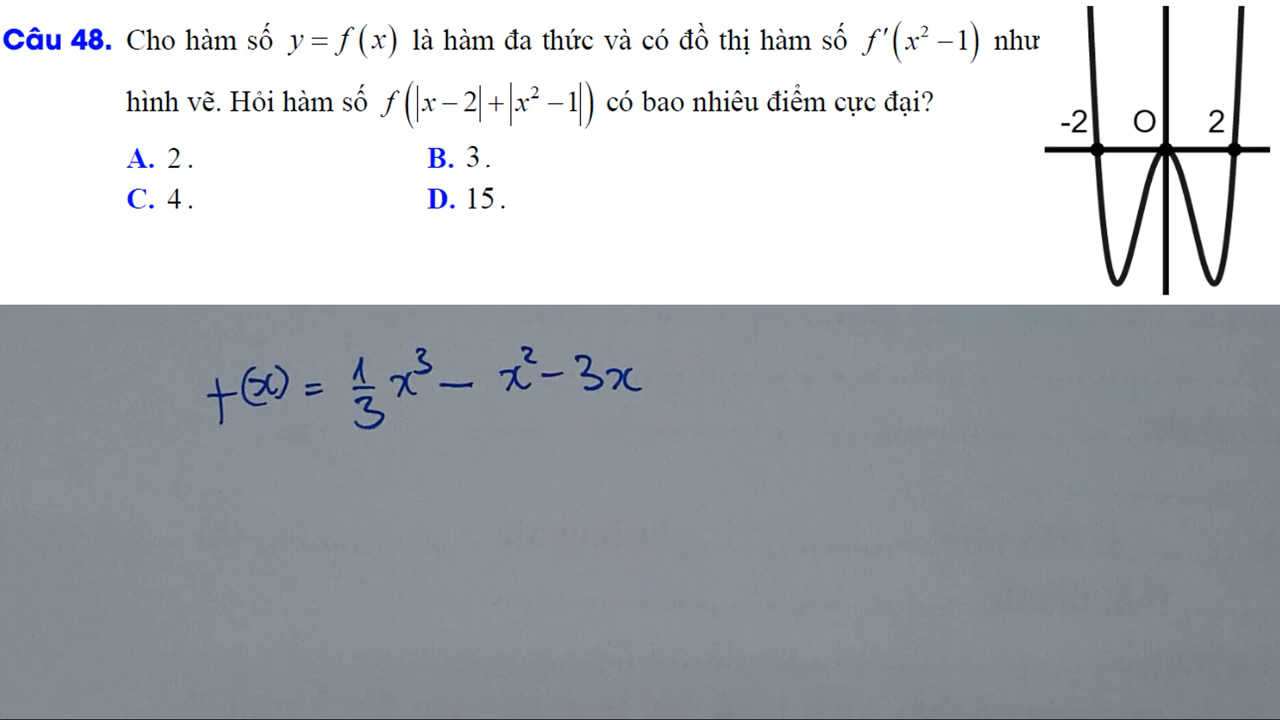 Câu 48. Cho hàm số y = f(x) là hàm đa thức và có đồ thị hàm số f′(x² − 1) như
hình vẽ. Hỏi hàm số f(|x − 2| + |x² − 1|) có bao nhiêu điểm cực đại?
A. 2. B. 3.
C. 4. D. 15.
-2 O 2
f(x) = 1/3 x³ − x² − 3x